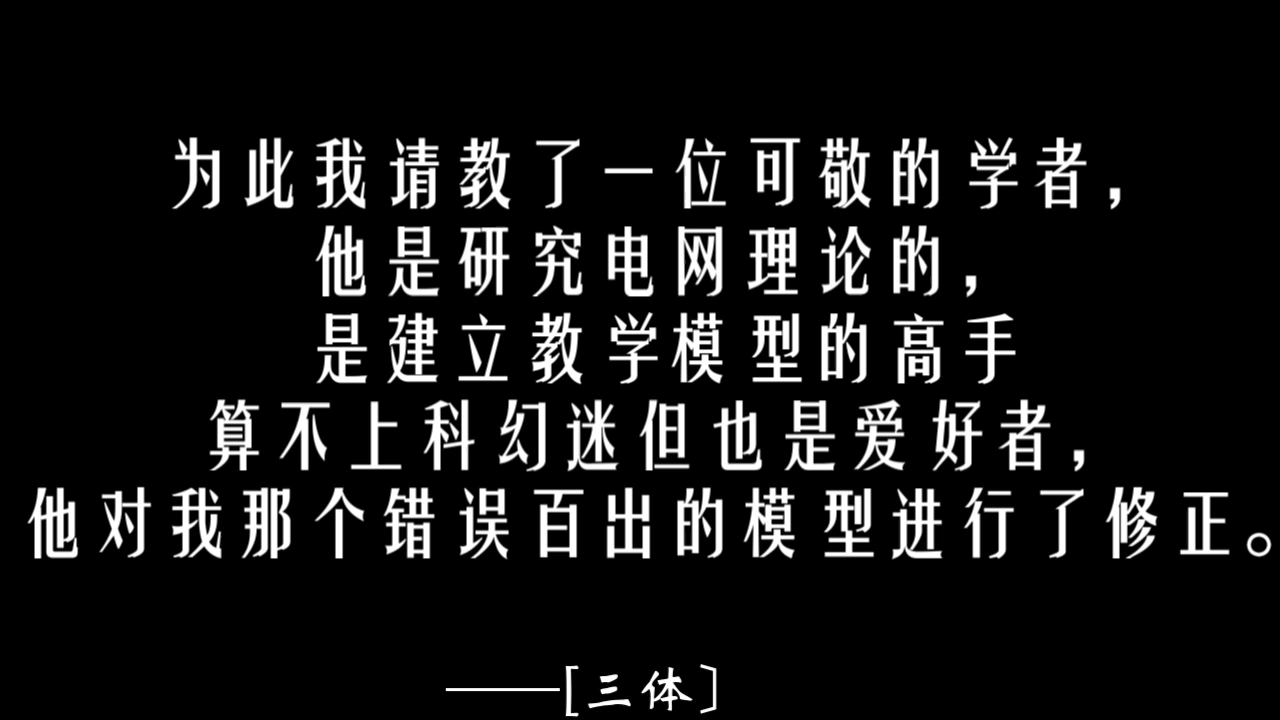 为此我请教了一位可敬的学者，
他是研究电网理论的，
是建立教学模型的高手
算不上科幻迷但也是爱好者，
他对我那个错误百出的模型进行了修正。
——[三体]